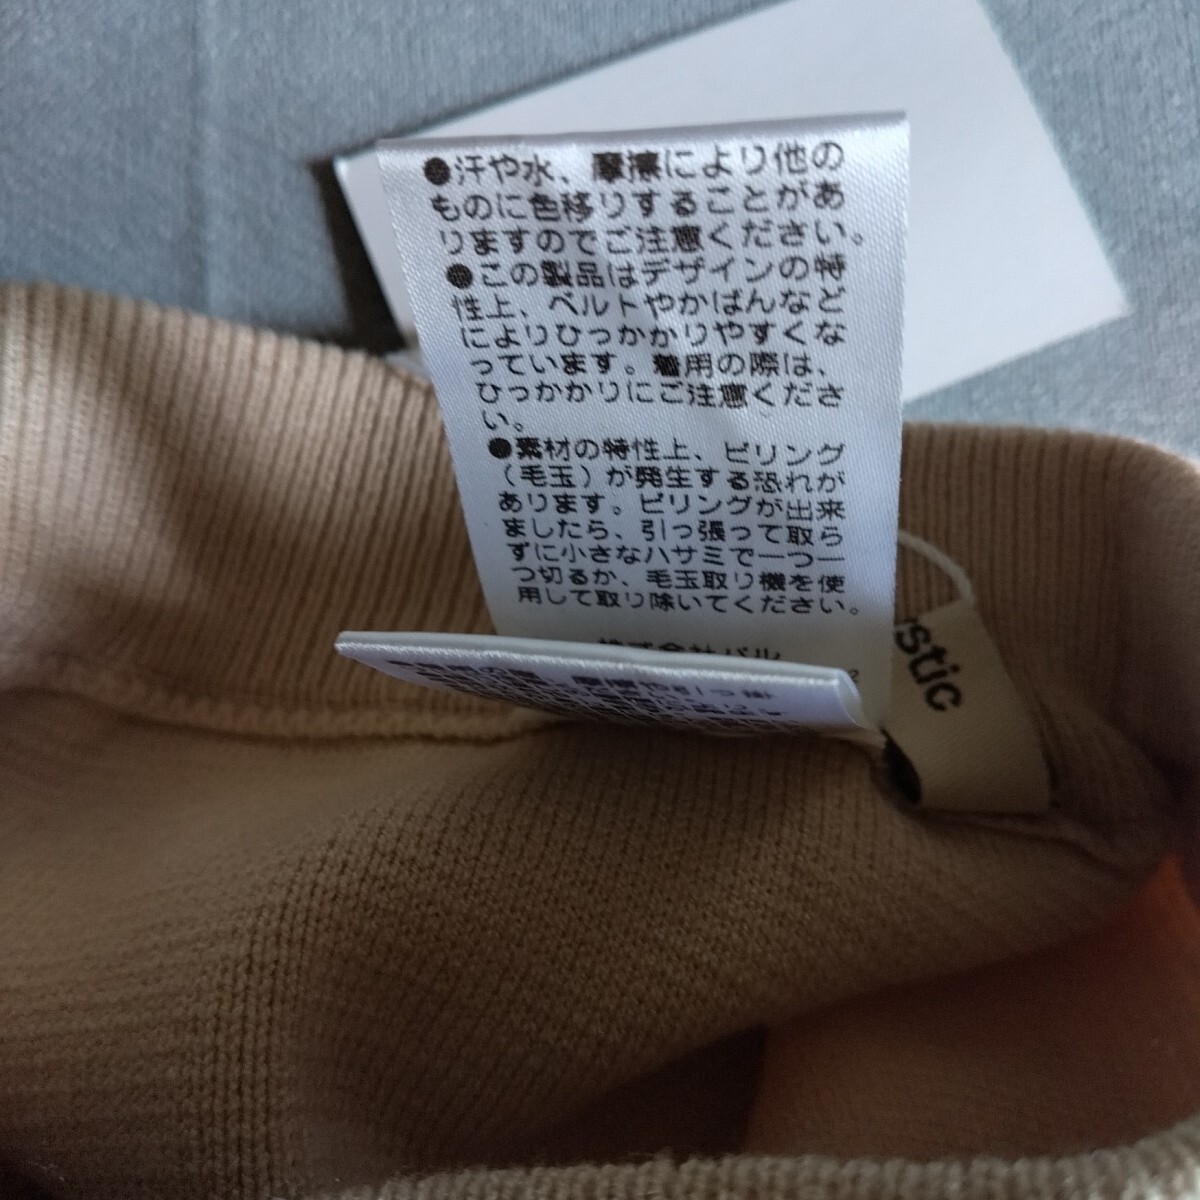 ●汗や水、摩擦により他の
ものに色移りすることがあ
りますのでご注意ください。
●この製品はデザインの特
性上、ベルトやかばんなど
によりひっかかりやすくな
っています。着用の際は、
ひっかかりにご注意くださ
い。
●素材の特性上、ピリング
(毛玉)が発生する恐れが
あります。ピリングが出来
ましたら、引っ張って取ら
ずに小さなハサミで一つ一
つ切るか、毛玉取り機を使
用して取り除いてください。
株式会社パル
2
ystic